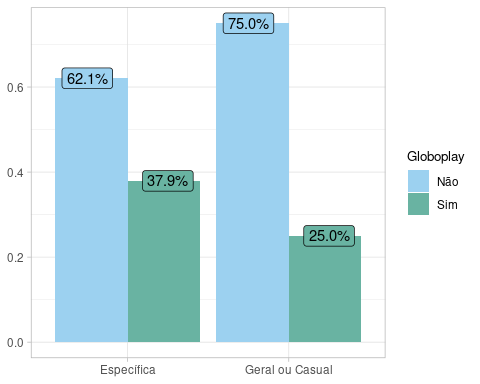 75.0%
62.1%
37.9%
25.0%
0.6
0.4
0.2
0.0
Específica
Geral ou Casual
Globoplay
Não
Sim